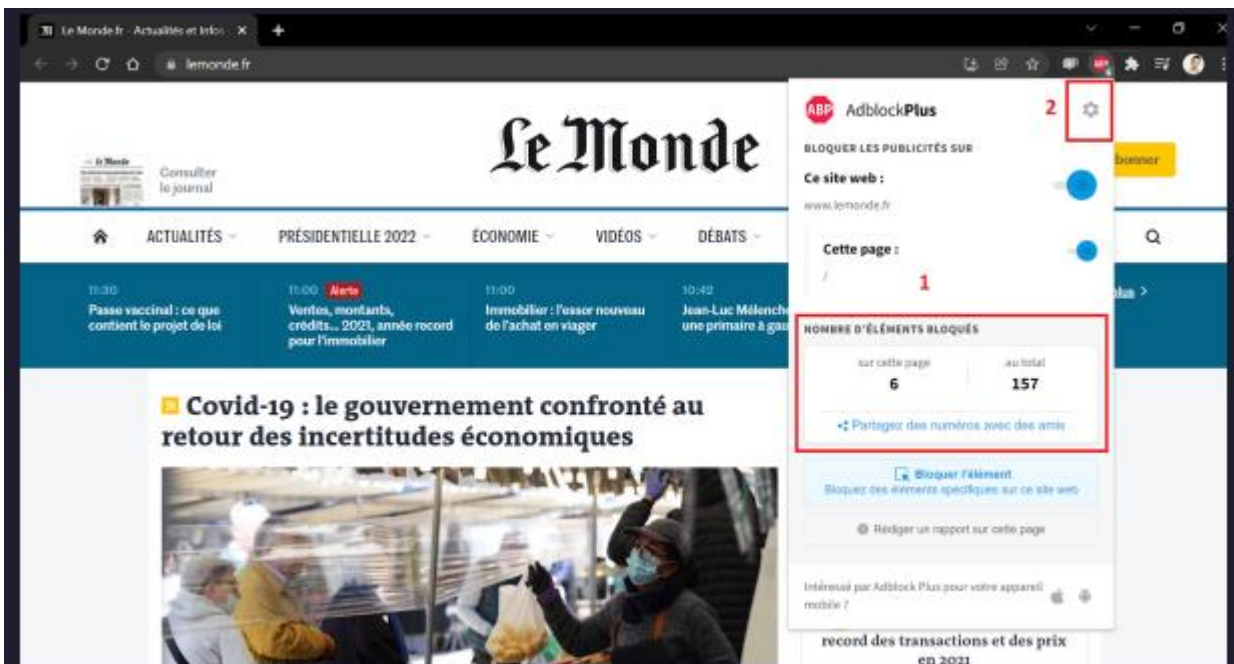 Le Monde.fr - Actualités et Infos
lemonde.fr
Consulter
le journal
Le Monde
ACTUALITÉS
PRÉSIDENTIELLE 2022
ÉCONOMIE
VIDÉOS
DÉBATS
11:30
Passe vaccinal : ce que
contient le projet de loi
11:00 Alerte
Ventes, montants,
crédits... 2021, année record
pour l'immobilier
11:00
Immobilier : l'essor nouveau
de l'achat en viager
10:42
Jean-Luc
une primaire à
Covid-19 : le gouvernement confronté au
retour des incertitudes économiques
ABP AdblockPlus
2
BLOQUER LES PUBLICITÉS SUR
Ce site web :
www.lemonde.fr
Cette page :
/
1
NOMBRE D'ÉLÉMENTS BLOQUÉS
sur cette page au total
6 157
Partagez des numéros avec des amis
Bloquer l'élément
Bloquez des éléments spécifiques sur ce site web
Rédiger un rapport sur cette page
Intéressé par Adblock Plus pour votre appareil
mobile ?
record des transactions et des prix
en 2021